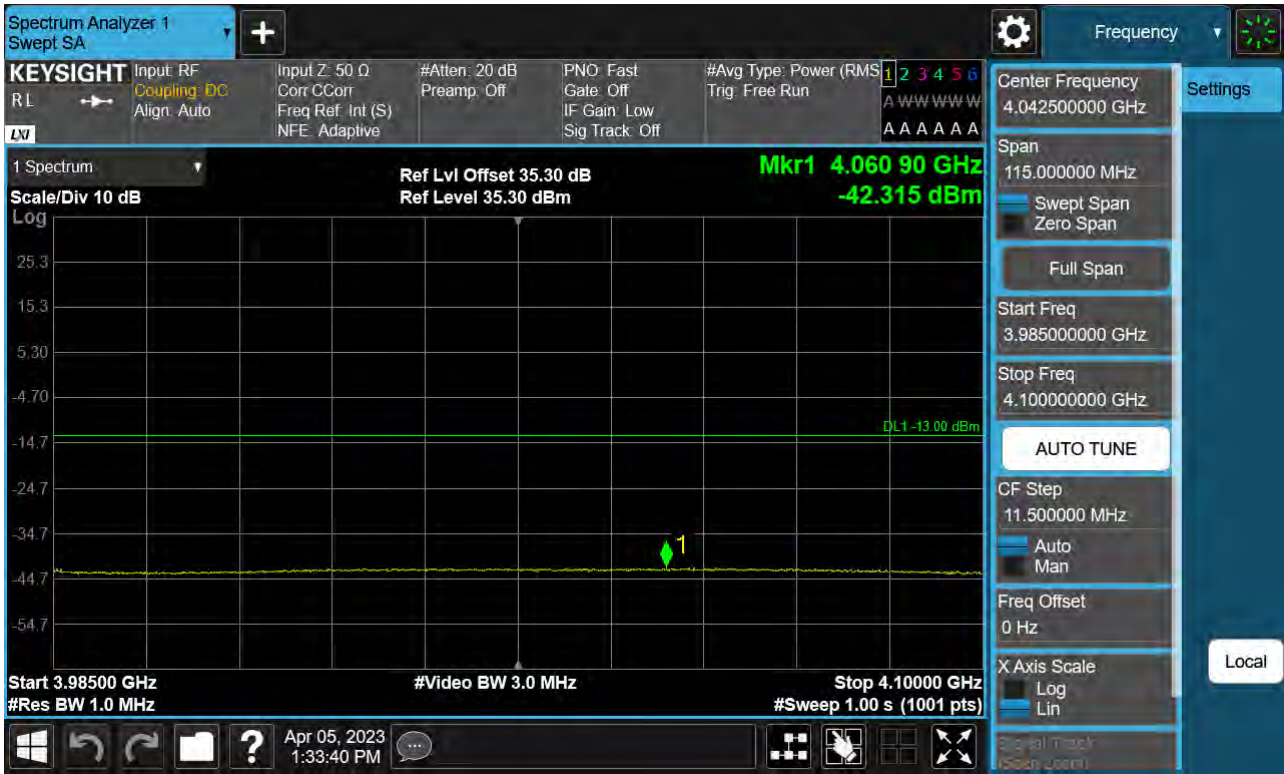 Spectrum Analyzer 1
Swept SA
Frequency
KEYSIGHT
RL
LXI
Input: RF
Coupling: DC
Align: Auto
Input Z: 50 Ω
Corr CCorr
Freq Ref: Int (S)
NFE: Adaptive
#Atten: 20 dB
Preamp: Off
PNO: Fast
Gate: Off
IF Gain: Low
Sig Track: Off
#Avg Type: Power (RMS
Trig: Free Run
1 2 3 4 5 6
A W W W W W
A A A A A A
1 Spectrum
Scale/Div 10 dB
Log
Ref Lvl Offset 35.30 dB
Ref Level 35.30 dBm
Mkr1 4.060 90 GHz
-42.315 dBm
25.3
15.3
5.30
-4.70
-14.7
-24.7
-34.7
-44.7
-54.7
DL1 -13.00 dBm
1
Start 3.98500 GHz
#Res BW 1.0 MHz
#Video BW 3.0 MHz
Stop 4.10000 GHz
#Sweep 1.00 s (1001 pts)
Center Frequency
4.042500000 GHz
Span
115.000000 MHz
Swept Span
Zero Span
Full Span
Start Freq
3.985000000 GHz
Stop Freq
4.100000000 GHz
AUTO TUNE
CF Step
11.500000 MHz
Auto
Man
Freq Offset
0 Hz
X Axis Scale
Log
Lin
Signal Track
(Span Zoom)
Settings
Local
?
Apr 05, 2023
1:33:40 PM